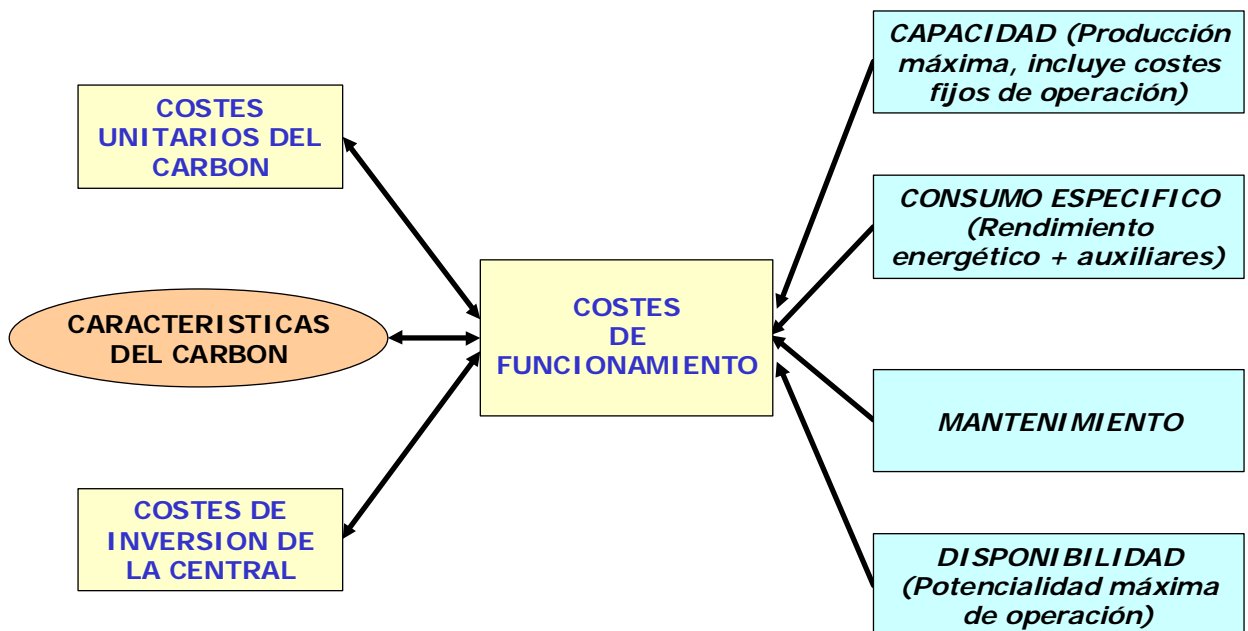 COSTES
UNITARIOS DEL
CARBON
CARACTERISTICAS
DEL CARBON
COSTES DE
INVERSION DE
LA CENTRAL
COSTES
DE
FUNCIONAMIENTO
CAPACIDAD (Producción
máxima, incluye costes
fijos de operación)
CONSUMO ESPECIFICO
(Rendimiento
energético + auxiliares)
MANTENIMIENTO
DISPONIBILIDAD
(Potencialidad máxima
de operación)